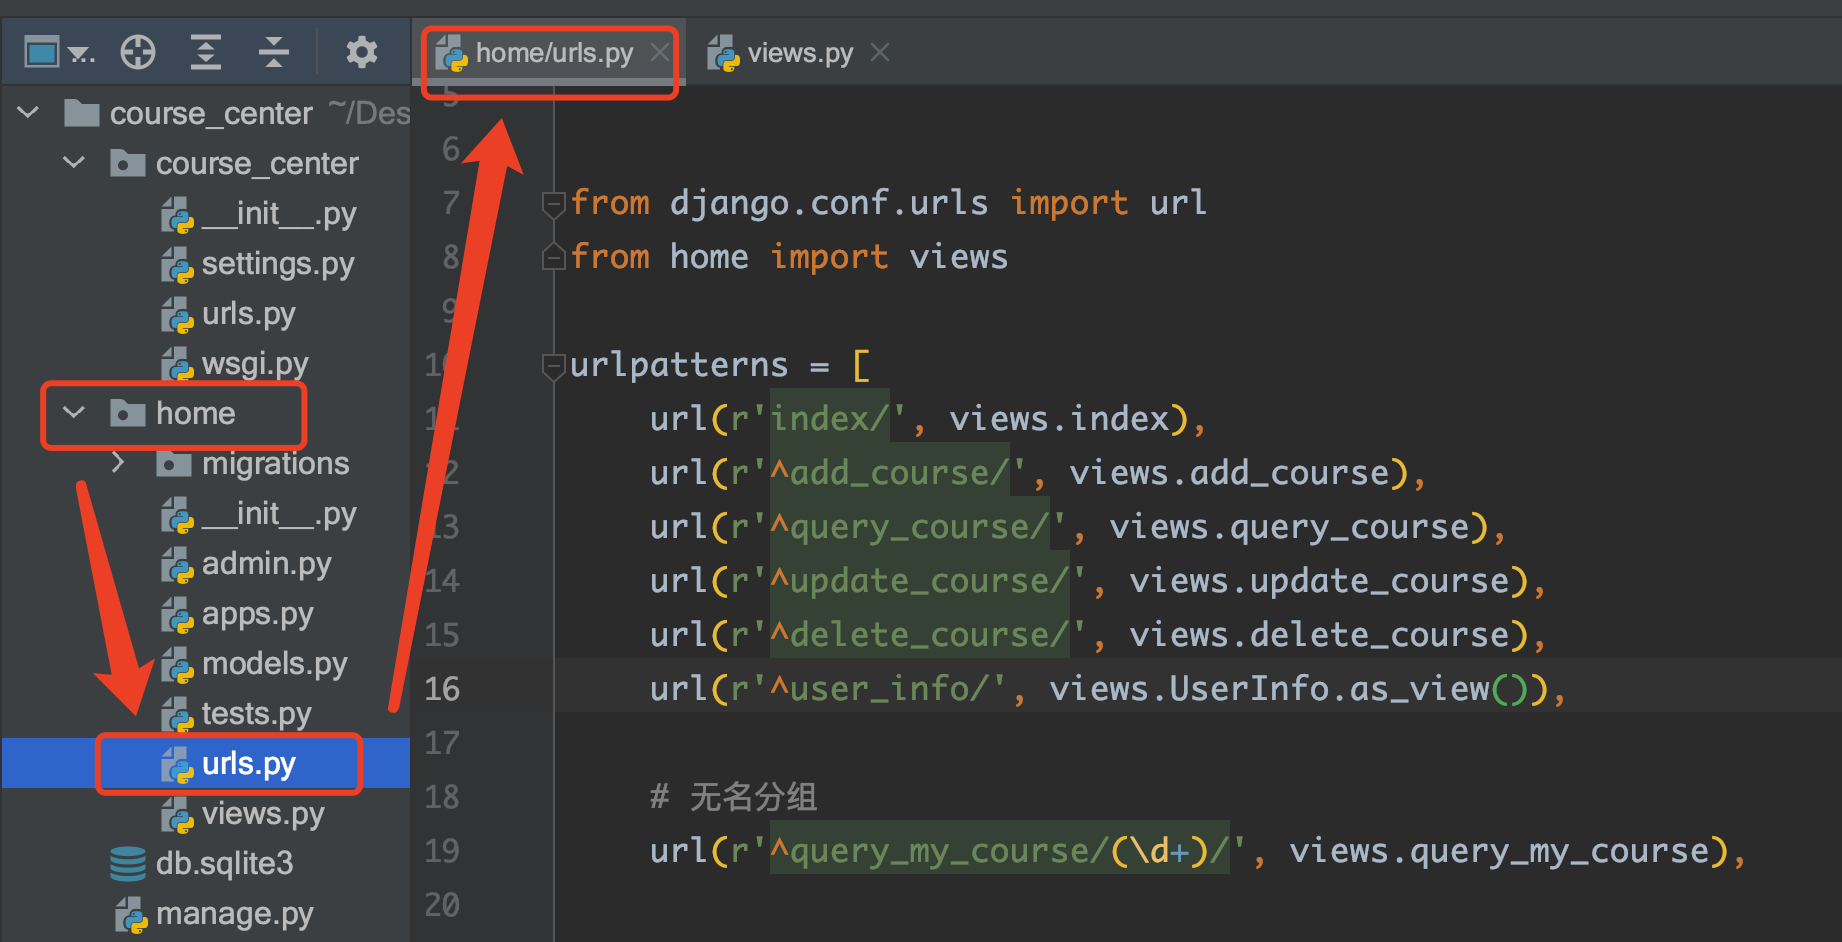 home/urls.py
views.py
course_center ~/Des
course_center
__init__.py
settings.py
urls.py
wsgi.py
home
migrations
__init__.py
admin.py
apps.py
models.py
tests.py
urls.py
views.py
db.sqlite3
manage.py
5
6
7 from django.conf.urls import url
8 from home import views
9
10 urlpatterns = [
11 url(r'index/', views.index),
12 url(r'^add_course/', views.add_course),
13 url(r'^query_course/', views.query_course),
14 url(r'^update_course/', views.update_course),
15 url(r'^delete_course/', views.delete_course),
16 url(r'^user_info/', views.UserInfo.as_view()),
17
18 # 无名分组
19 url(r'^query_my_course/(\d+)/', views.query_my_course),
20